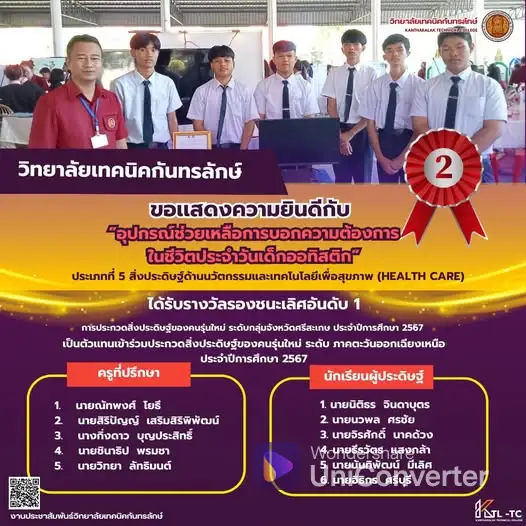 วิทยาลัยเทคนิคกันทรลักษ์
KANTHARALAK TECHNICAL COLLEGE
วิทยาลัยเทคนิคกันทรลักษ์
2
ขอแสดงความยินดีกับ
"อุปกรณ์ช่วยเหลือการบอกความต้องการ
ในชีวิตประจำวันเด็กออทิสติก"
ประเภทที่ 5 สิ่งประดิษฐ์ด้านนวัตกรรมและเทคโนโลยีเพื่อสุขภาพ (HEALTH CARE)
ได้รับรางวัลรองชนะเลิศอันดับ 1
การประกวดสิ่งประดิษฐ์ของคนรุ่นใหม่ ระดับกลุ่มจังหวัดศรีสะเกษ ประจำปีการศึกษา 2567
เป็นตัวแทนเข้าร่วมประกวดสิ่งประดิษฐ์ของคนรุ่นใหม่ ระดับ ภาคตะวันออกเฉียงเหนือ
ประจำปีการศึกษา 2567
ครูที่ปรึกษา
1. นายณัฏพงศ์ โยธี
2. นายสิริปัญญ์ เสริมสิริพิพัฒน์
3. นางกิ่งดาว บุญประสิทธิ์
4. นายชินาธิป พรมชา
5. นายวิทยา ลัทธิมนต์
นักเรียนผู้ประดิษฐ์
1. นายนิติธร จินดาบุตร
2. นายนวพล ศรชัย
3. นายจิรศักดิ์ นาคด้วง
4. นายธีรวัตร แสงกล้า
5. นายนันทิพัฒน์ มีเลิศ
6. นายอธิกร ศรีบุรี
Wondershare
UniConverter
งานประชาสัมพันธ์วิทยาลัยเทคนิคกันทรลักษ์
KTL-TC
KANTHARALAK TECHNICAL COLLEGE